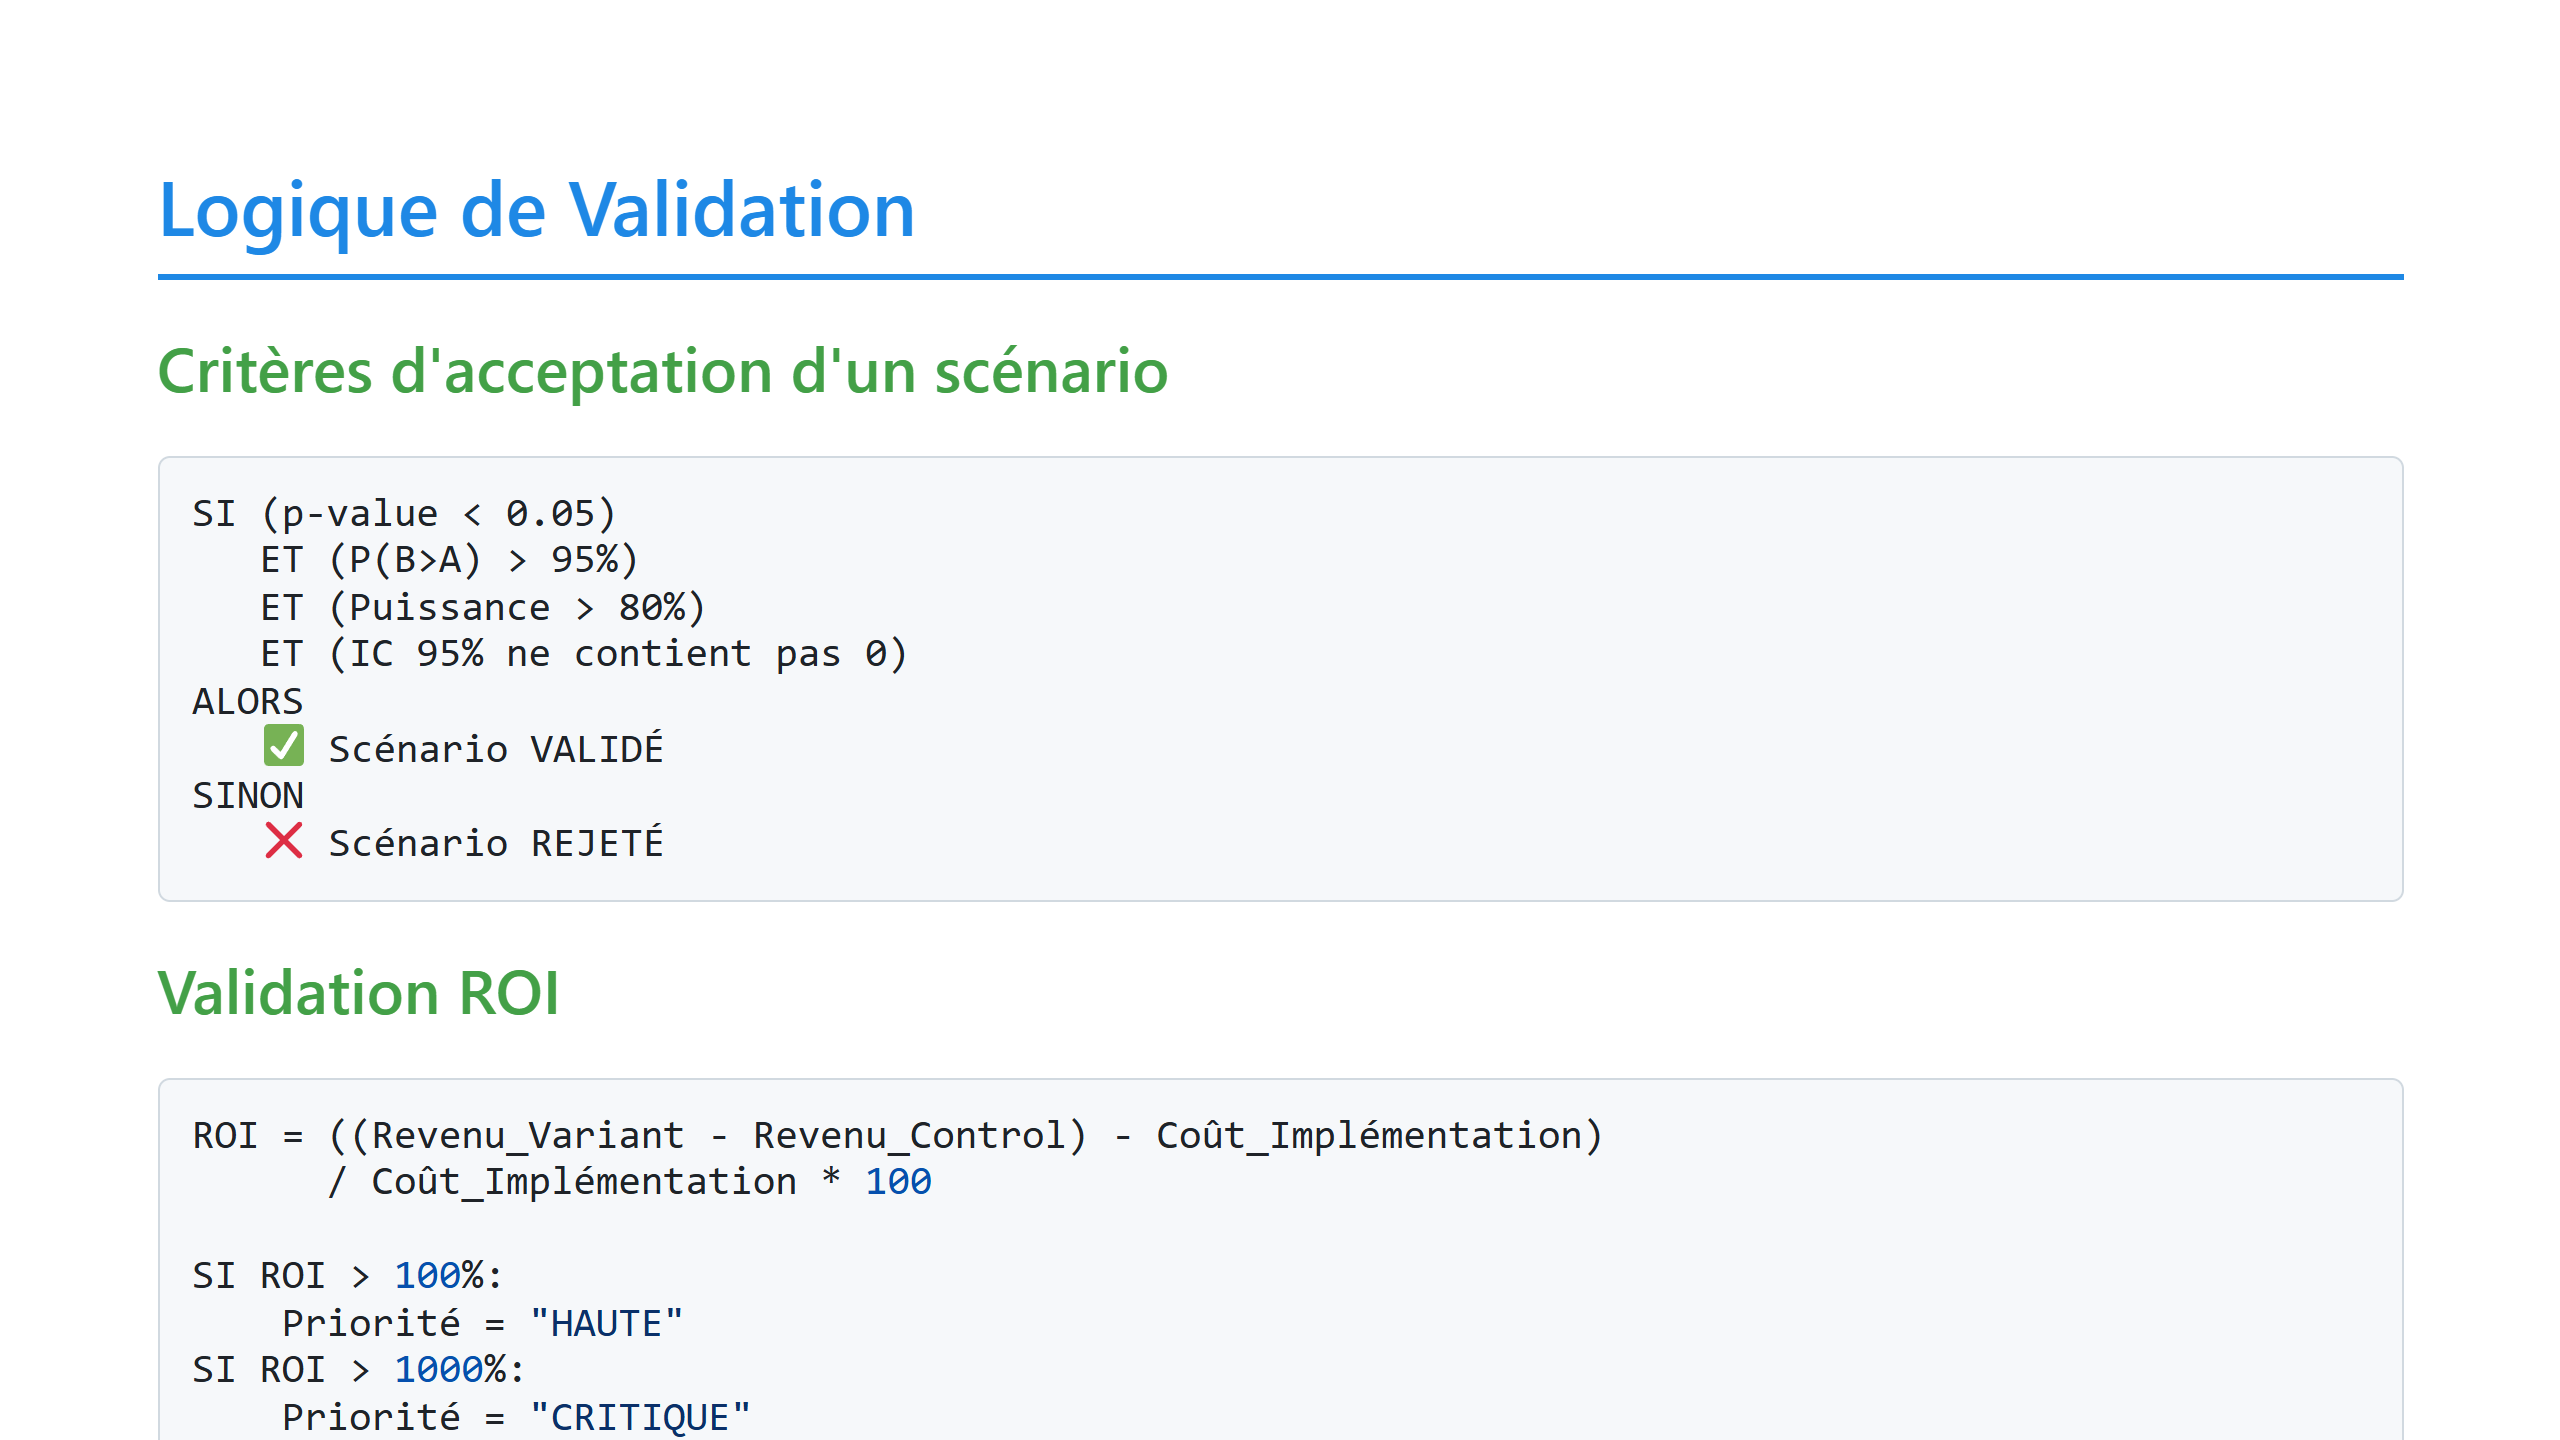 Logique de Validation
Critères d'acceptation d'un scénario
SI (p-value < 0.05)
   ET (P(B>A) > 95%)
   ET (Puissance > 80%)
   ET (IC 95% ne contient pas 0)
ALORS
   ✅ Scénario VALIDÉ
SINON
   ❌ Scénario REJETÉ
Validation ROI
ROI = ((Revenu_Variant - Revenu_Control) - Coût_Implémentation)
      / Coût_Implémentation * 100
SI ROI > 100%:
    Priorité = "HAUTE"
SI ROI > 1000%:
    Priorité = "CRITIQUE"